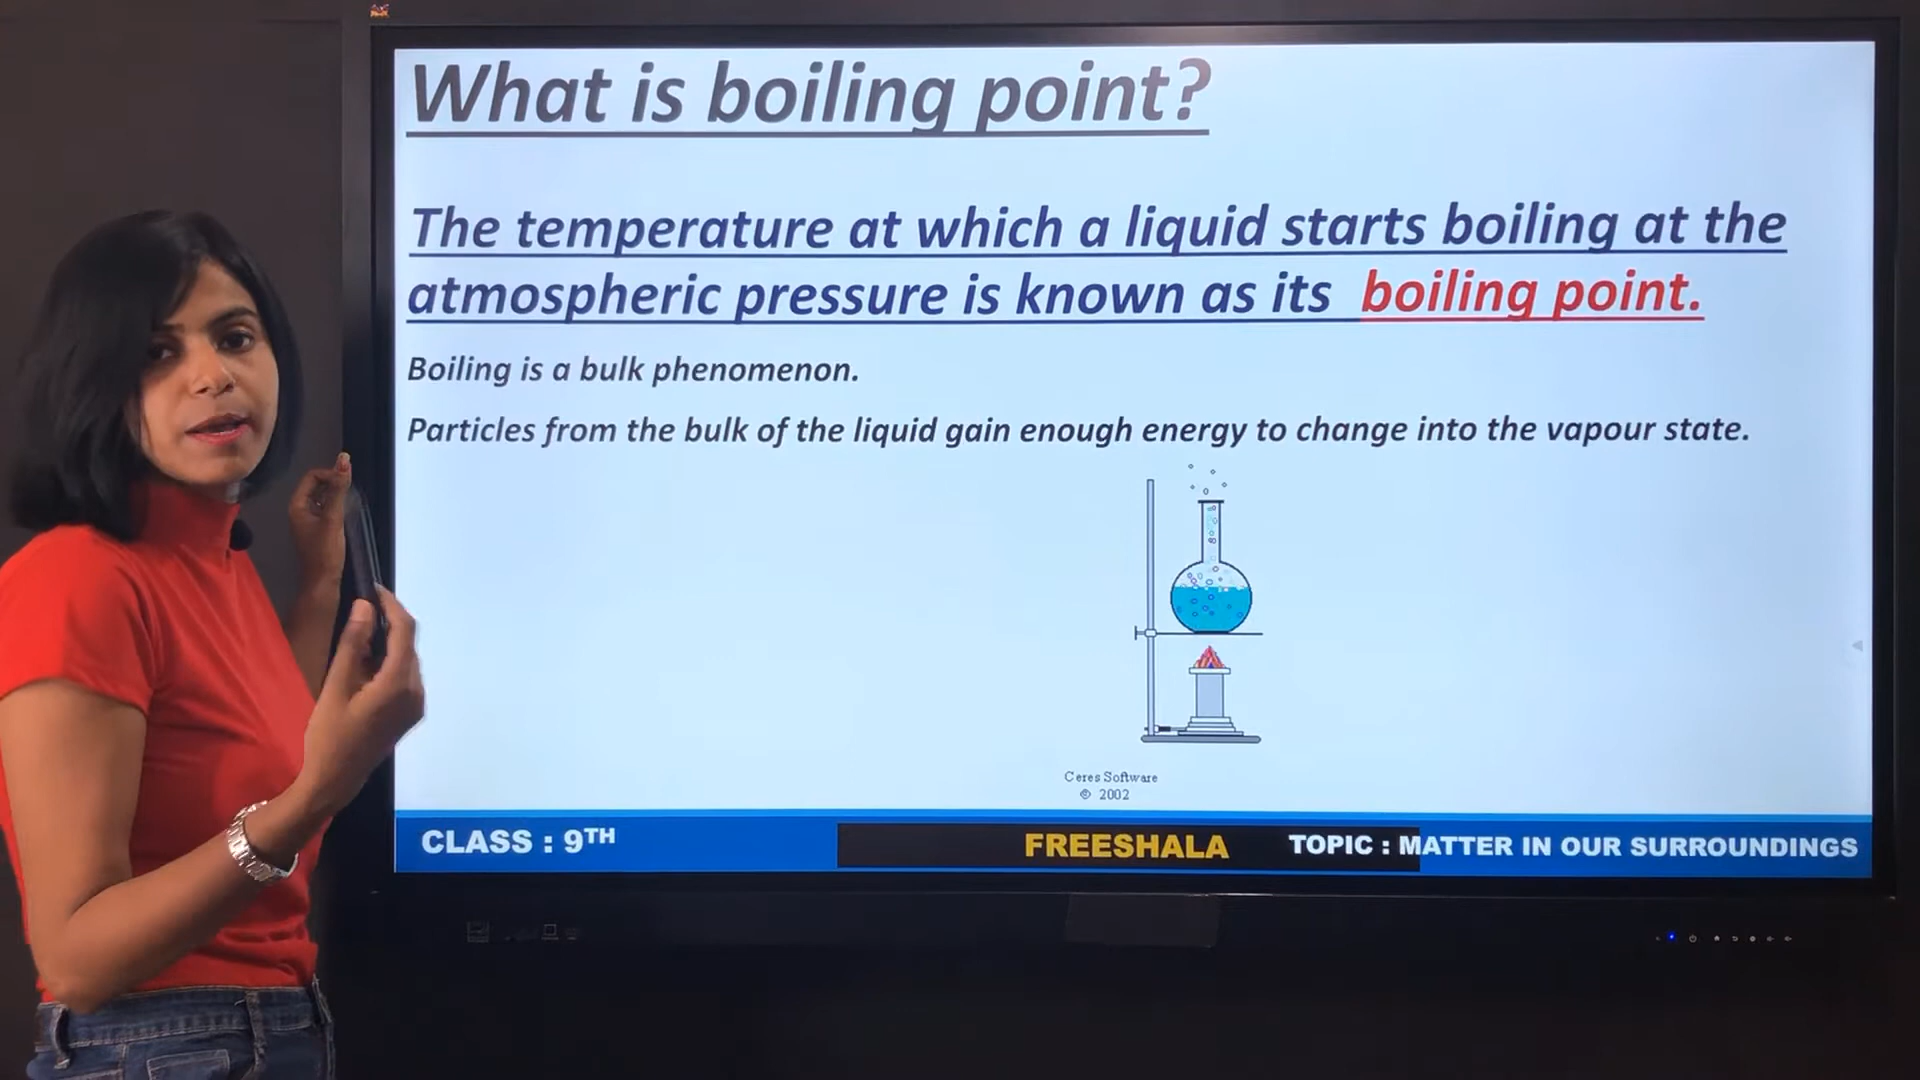 What is boiling point?
The temperature at which a liquid starts boiling at the
atmospheric pressure is known as its boiling point.
Boiling is a bulk phenomenon.
Particles from the bulk of the liquid gain enough energy to change into the vapour state.
Ceres Software
© 2002
CLASS : 9TH
FREESHALA
TOPIC : MATTER IN OUR SURROUNDINGS